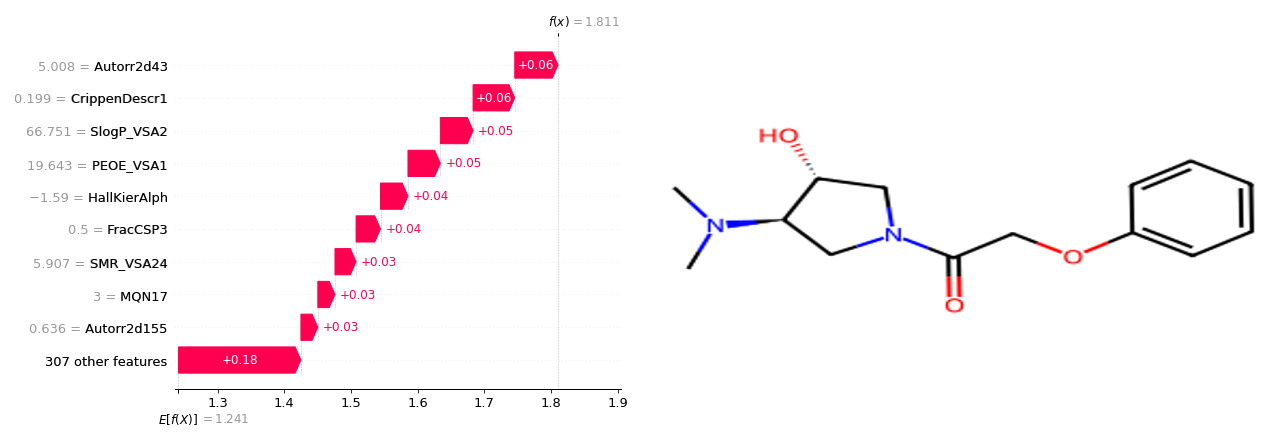 f(x) = 1.811
5.008 = Autorr2d43
+0.06
0.199 = CrippenDescr1
+0.06
66.751 = SlogP_VSA2
+0.05
19.643 = PEOE_VSA1
+0.05
−1.59 = HallKierAlph
+0.04
0.5 = FracCSP3
+0.04
5.907 = SMR_VSA24
+0.03
3 = MQN17
+0.03
0.636 = Autorr2d155
+0.03
307 other features
+0.18
1.3 1.4 1.5 1.6 1.7 1.8 1.9
E[f(X)] = 1.241
HO
N
N
O
O